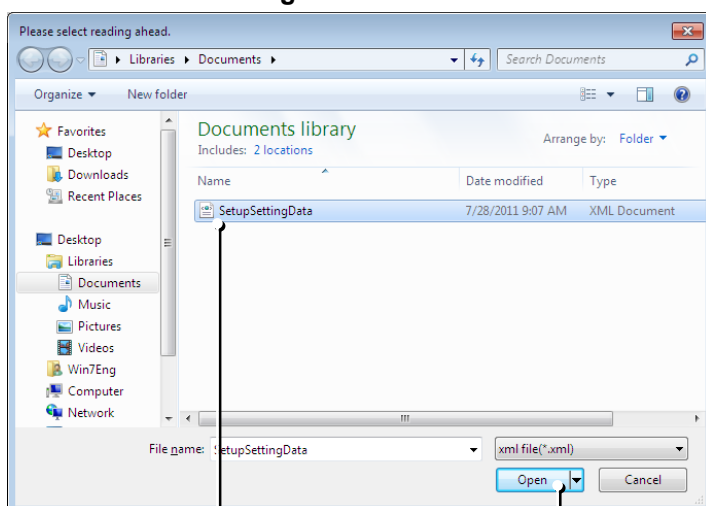 Please select reading ahead.
Libraries Documents
Search Documents
Organize New folder
Favorites
Desktop
Downloads
Recent Places
Desktop
Libraries
Documents
Music
Pictures
Videos
Win7Eng
Computer
Network
Documents library
Includes: 2 locations
Arrange by: Folder
Name Date modified Type
SetupSettingData 7/28/2011 9:07 AM XML Document
File name: SetupSettingData xml file(*.xml)
Open Cancel